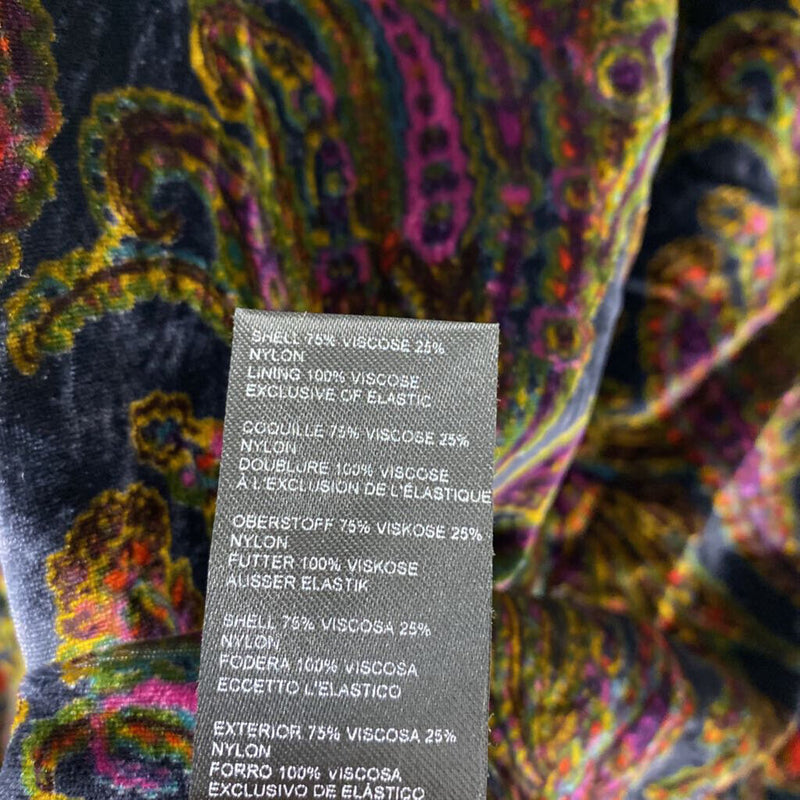 SHELL 75% VISCOSE 25%
NYLON
LINING 100% VISCOSE
EXCLUSIVE OF ELASTIC
COQUILLE 75% VISCOSE 25%
NYLON
DOUBLURE 100% VISCOSE
À L'EXCLUSION DE L'ÉLASTIQUE
OBERSTOFF 75% VISKOSE 25%
NYLON
FUTTER 100% VISKOSE
AUSSER ELASTIK
SHELL 75% VISCOSA 25%
NYLON
FODERA 100% VISCOSA
ECCETTO L'ELASTICO
EXTERIOR 75% VISCOSA 25%
NYLON
FORRO 100% VISCOSA
EXCLUSIVO DE ELÁSTICO